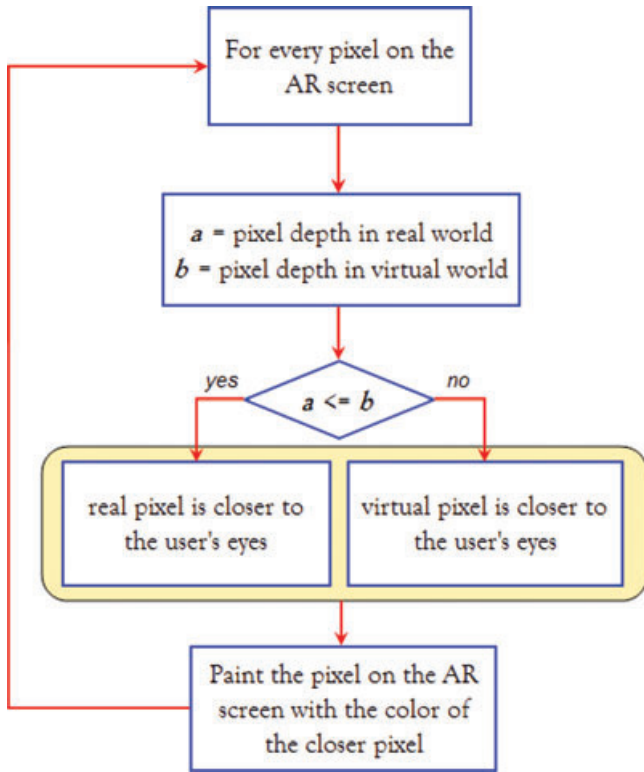 For every pixel on the
AR screen
a = pixel depth in real world
b = pixel depth in virtual world
yes
no
a <= b
real pixel is closer to
the user's eyes
virtual pixel is closer to
the user's eyes
Paint the pixel on the AR
screen with the color of
the closer pixel